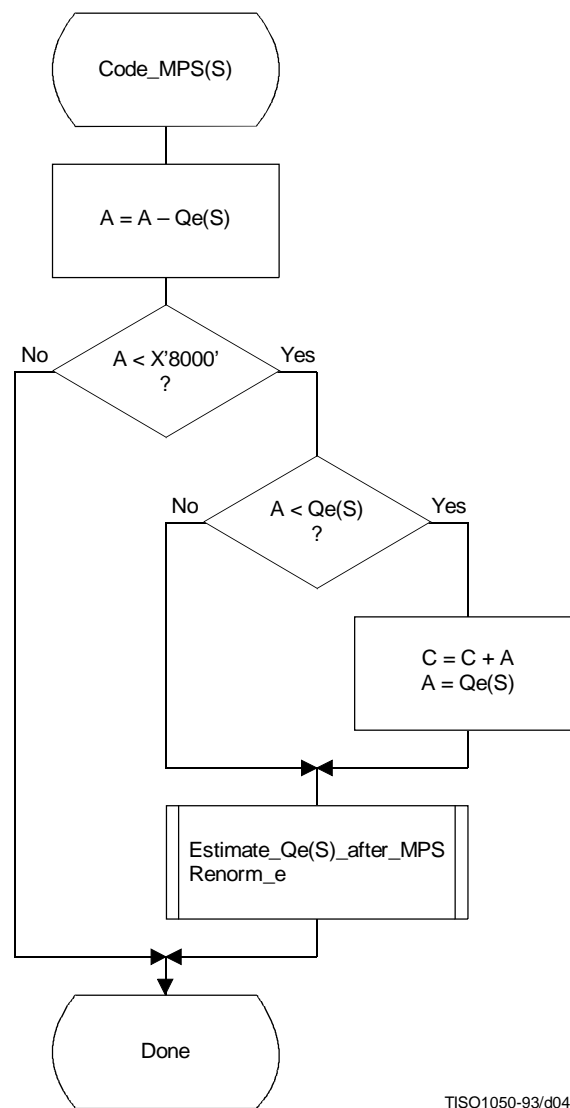 Code_MPS(S)
A = A – Qe(S)
No
A < X'8000'
?
Yes
No
A < Qe(S)
?
Yes
C = C + A
A = Qe(S)
Estimate_Qe(S)_after_MPS
Renorm_e
Done
TISO1050-93/d04